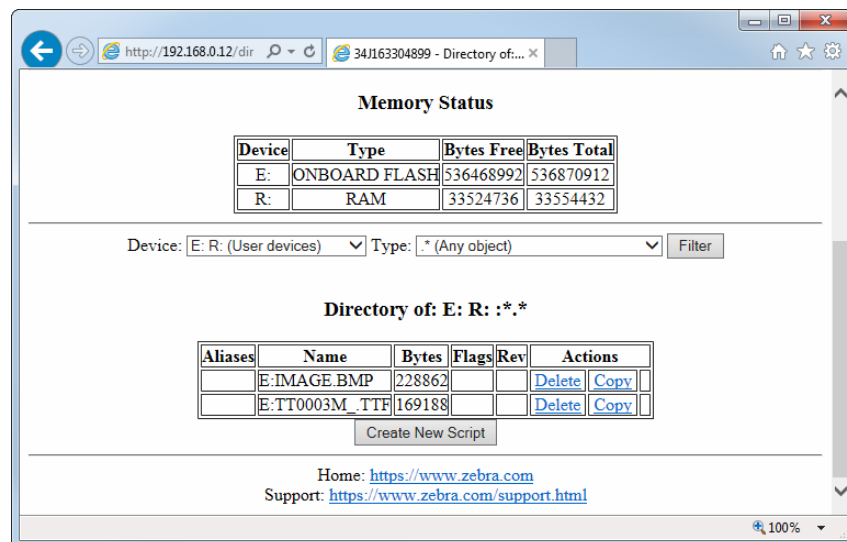 http://192.168.0.12/dir
34J163304899 - Directory of:...
Memory Status
Device Type Bytes Free Bytes Total
E: ONBOARD FLASH 536468992 536870912
R: RAM 33524736 33554432
Device: E: R: (User devices) Type: .* (Any object) Filter
Directory of: E: R: :*.*
Aliases Name Bytes Flags Rev Actions
E:IMAGE.BMP 228862 Delete Copy
E:TT0003M_.TTF 169188 Delete Copy
Create New Script
Home: https://www.zebra.com
Support: https://www.zebra.com/support.html
100%